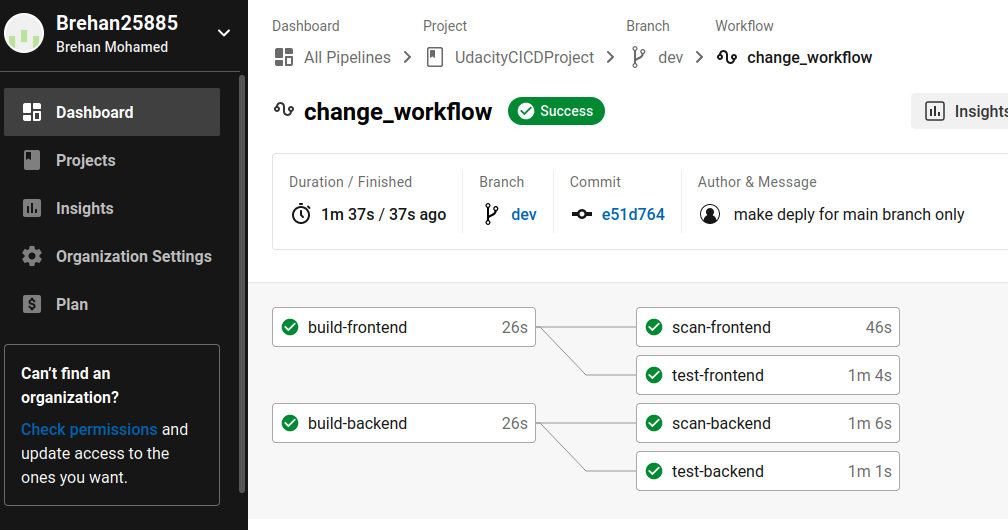 Brehan25885
Brehan Mohamed
Dashboard
Projects
Insights
Organization Settings
Plan
Can't find an
organization?
Check permissions and
update access to the
ones you want.
Dashboard Project Branch Workflow
All Pipelines UdacityCICDProject dev change_workflow
change_workflow Success Insights
Duration / Finished Branch Commit Author & Message
1m 37s / 37s ago dev e51d764 make deply for main branch only
build-frontend 26s scan-frontend 46s
test-frontend 1m 4s
build-backend 26s scan-backend 1m 6s
test-backend 1m 1s